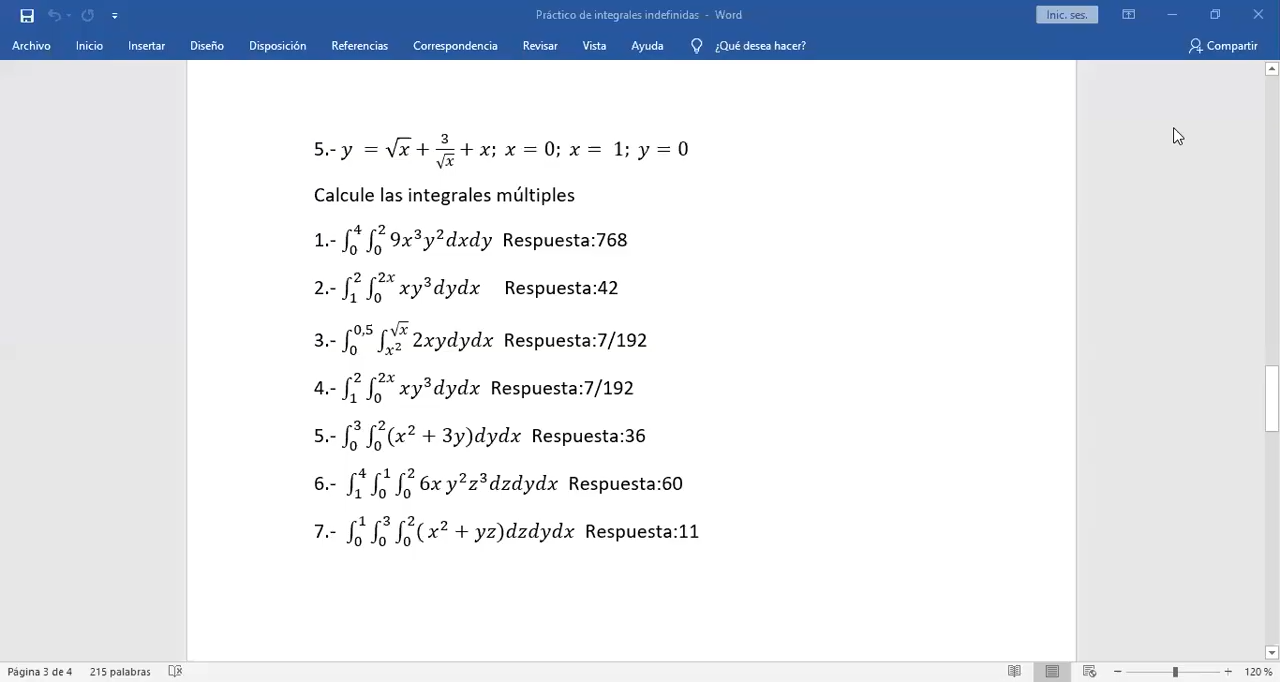 Práctico de integrales indefinidas - Word
Inic. ses.
Archivo Inicio Insertar Diseño Disposición Referencias Correspondencia Revisar Vista Ayuda ¿Qué desea hacer? Compartir
5.- y = √x + 3/√x + x; x = 0; x = 1; y = 0
Calcule las integrales múltiples
1.- ∫₀⁴ ∫₀² 9x³y²dxdy Respuesta:768
2.- ∫₁² ∫₀²ˣ xy³dydx Respuesta:42
3.- ∫₀^0,5 ∫_x²^√x 2xydydx Respuesta:7/192
4.- ∫₁² ∫₀²ˣ xy³dydx Respuesta:7/192
5.- ∫₀³ ∫₀² (x² + 3y)dydx Respuesta:36
6.- ∫₁⁴ ∫₀¹ ∫₀² 6x y²z³dzdydx Respuesta:60
7.- ∫₀¹ ∫₀³ ∫₀² ( x² + yz)dzdydx Respuesta:11
Página 3 de 4 215 palabras 120 %